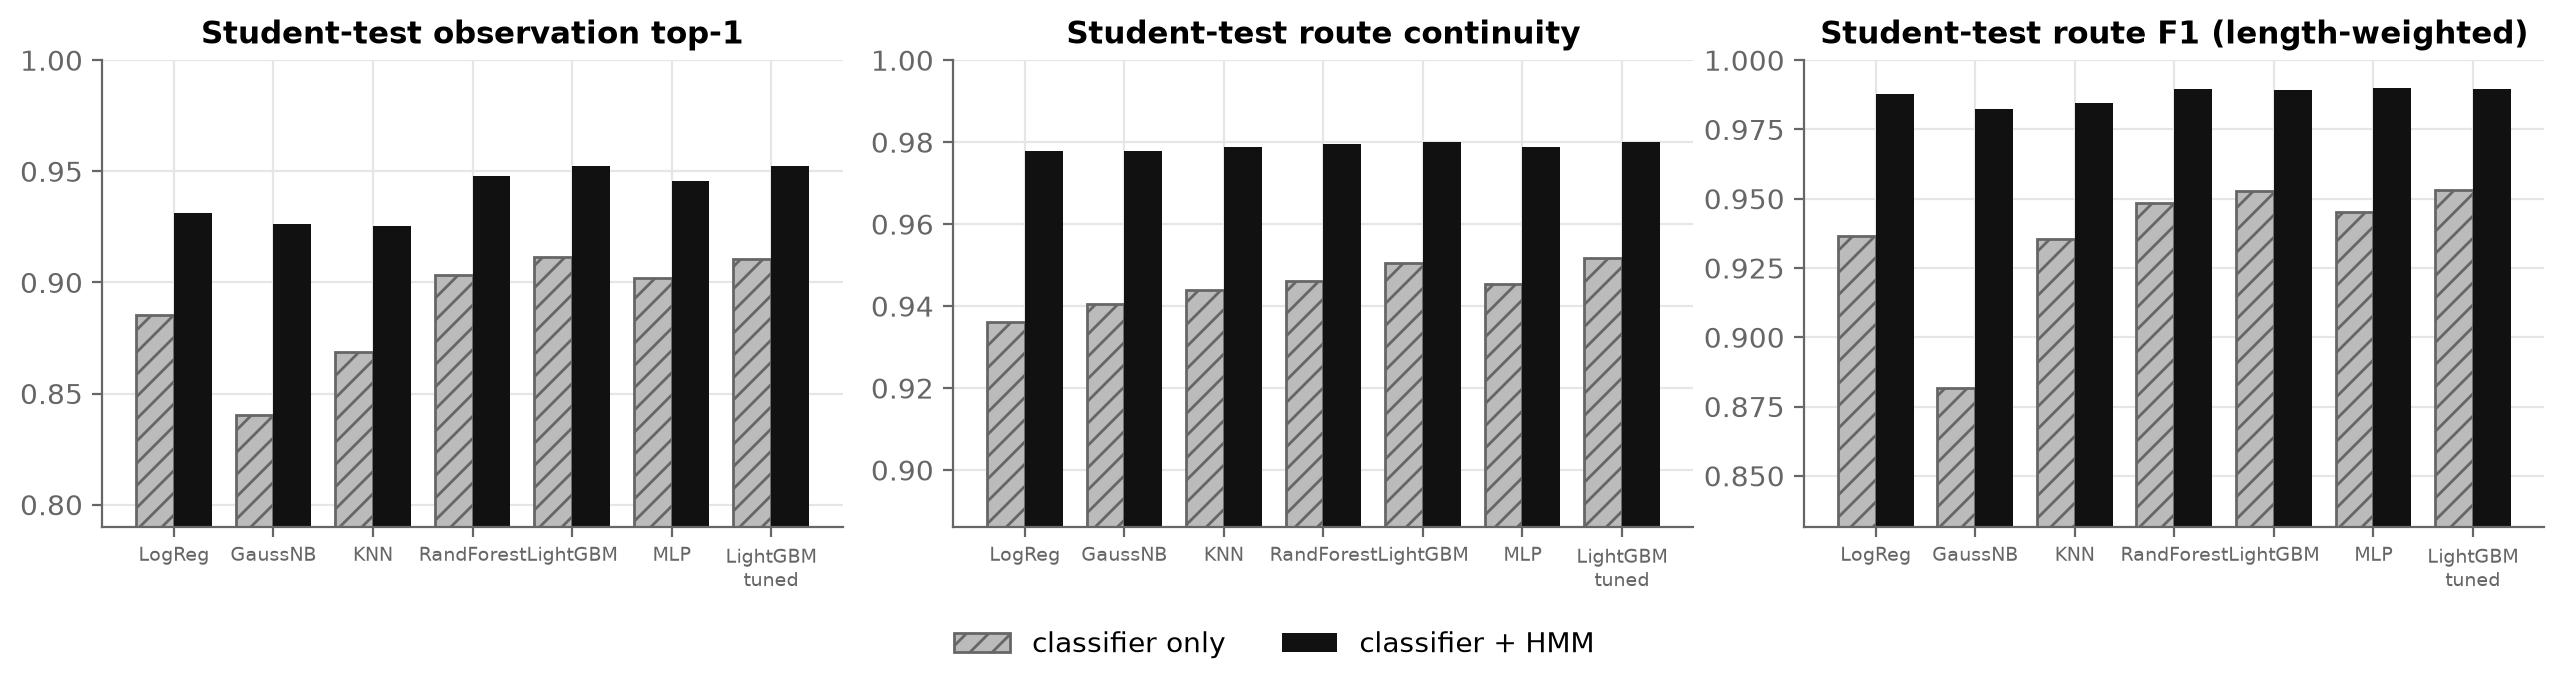 Student-test observation top-1
1.00
0.95
0.90
0.85
0.80
LogReg GaussNB KNN RandForest LightGBM MLP LightGBM
tuned
Student-test route continuity
1.00
0.98
0.96
0.94
0.92
0.90
LogReg GaussNB KNN RandForest LightGBM MLP LightGBM
tuned
Student-test route F1 (length-weighted)
1.000
0.975
0.950
0.925
0.900
0.875
0.850
LogReg GaussNB KNN RandForest LightGBM MLP LightGBM
tuned
classifier only classifier + HMM